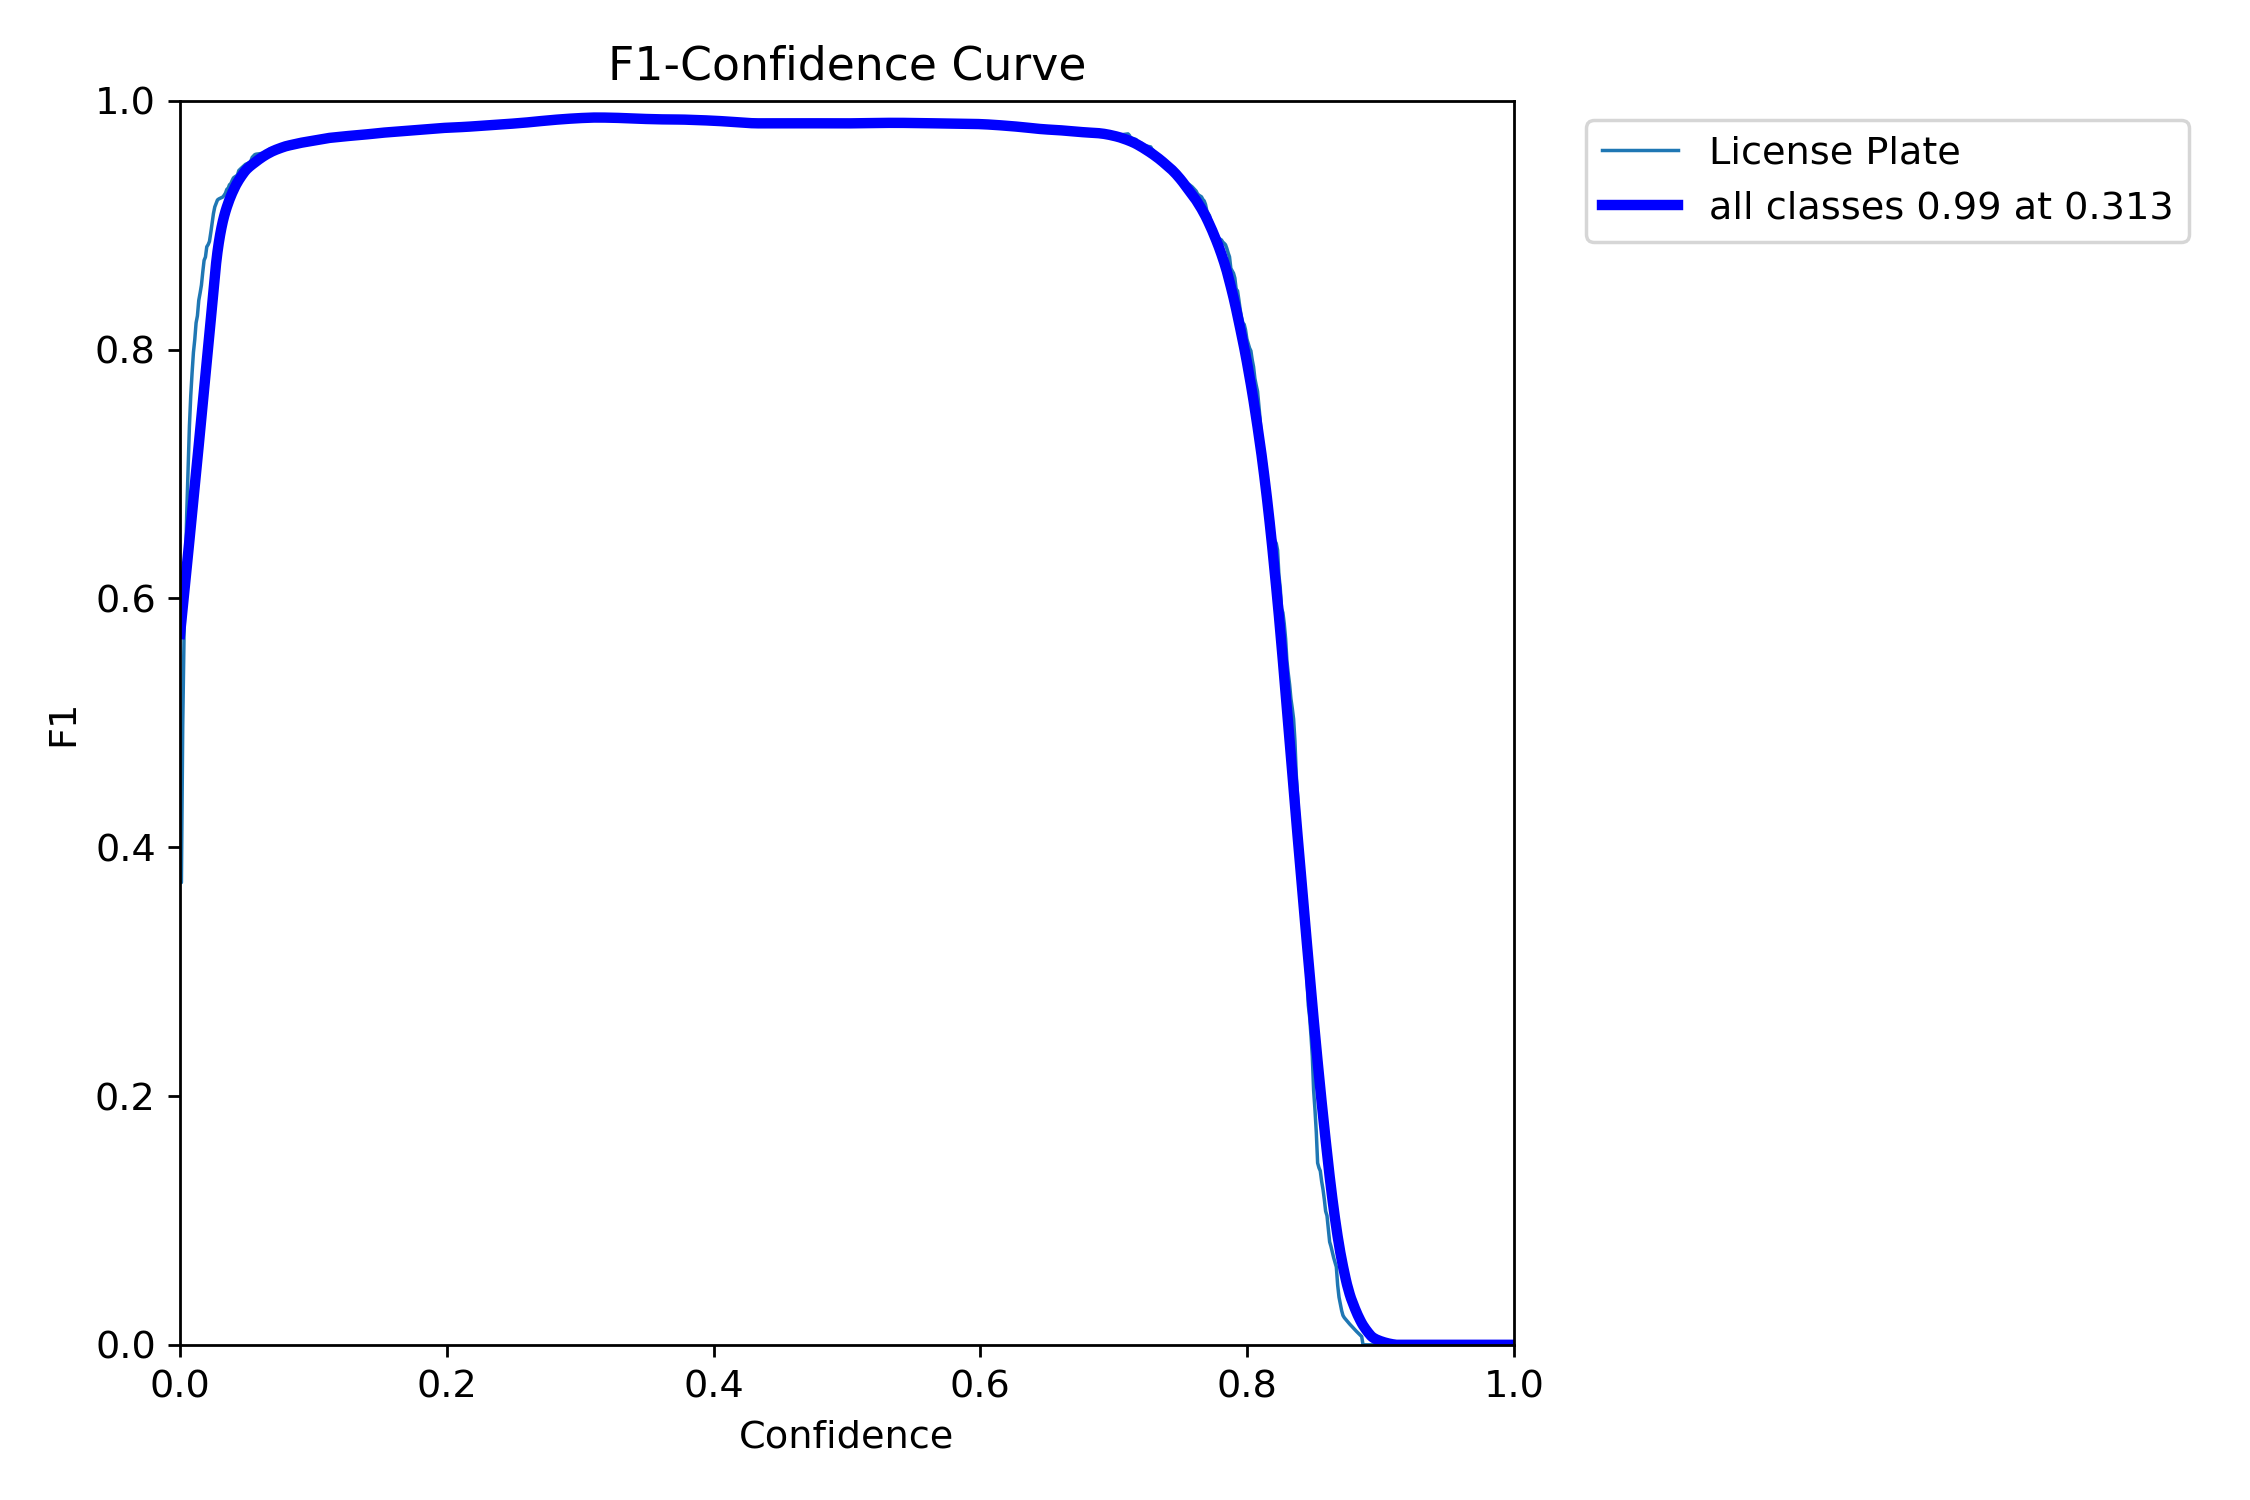 F1-Confidence Curve
1.0
0.8
0.6
0.4
0.2
0.0
F1
0.0 0.2 0.4 0.6 0.8 1.0
Confidence
License Plate
all classes 0.99 at 0.313